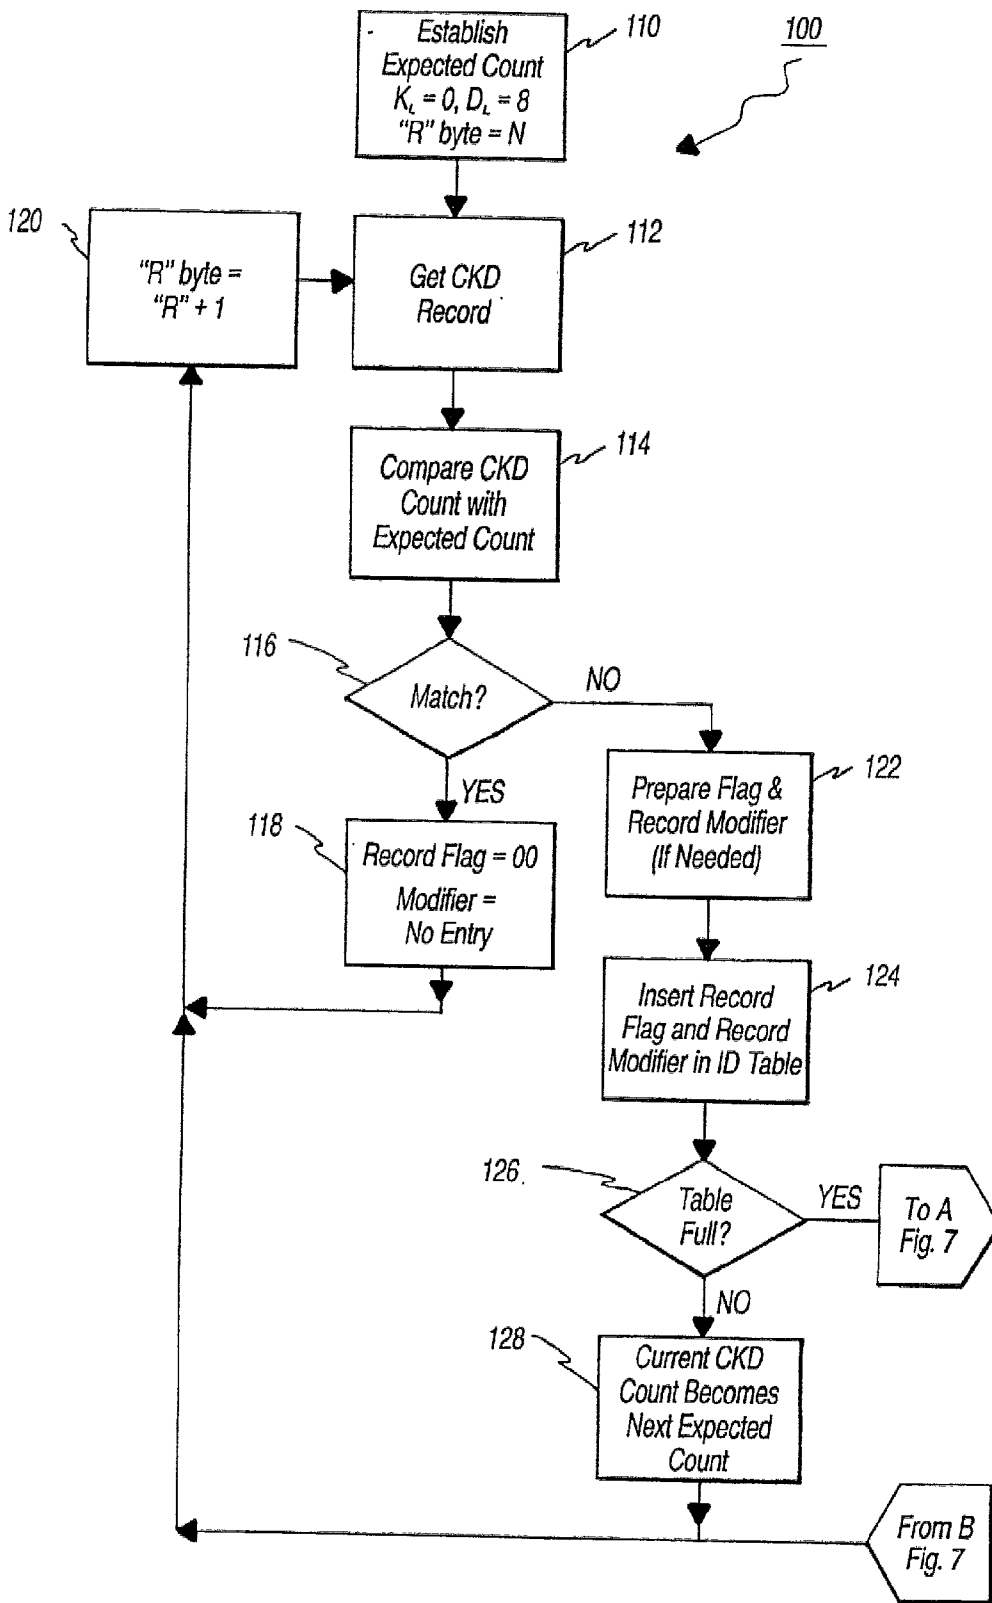 Establish
Expected Count
K_L = 0, D_L = 8
"R" byte = N
110
100
120
"R" byte =
"R" + 1
Get CKD
Record
112
Compare CKD
Count with
Expected Count
114
116
Match?
NO
YES
Prepare Flag &
Record Modifier
(If Needed)
122
118
Record Flag = 00
Modifier =
No Entry
Insert Record
Flag and Record
Modifier in ID Table
124
126
Table
Full?
YES
To A
Fig. 7
NO
128
Current CKD
Count Becomes
Next Expected
Count
From B
Fig. 7